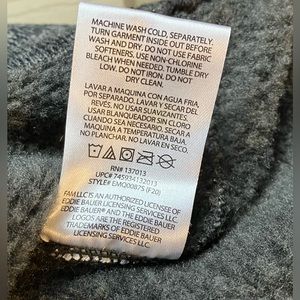 MACHINE WASH COLD, SEPARATELY.
TURN GARMENT INSIDE OUT BEFORE
WASH AND DRY. DO NOT USE FABRIC
SOFTENERS. USE NON-CHLORINE
BLEACH WHEN NEEDED. TUMBLE DRY
LOW. DO NOT IRON. DO NOT
DRY CLEAN.
LAVAR A MAQUINA CON AGUA FRIA,
POR SEPARADO. LAVAR Y SECAR DEL
REVÉS. NO USAR SUAVIZANTES.
USAR BLANQUEADOR SIN CLORO
CUANDO SEA NECESARIO. SECAR A
MAQUINA A TEMPERATURA BAJA.
NO PLANCHAR. NO LAVAR EN SECO.
RN# 137013
UPC# 745934132013
STYLE# EMO00875 (F20)
FAM LLC IS AN AUTHORIZED LICENSEE OF
EDDIE BAUER LICENSING SERVICES LLC.
EDDIE BAUER AND THE EDDIE BAUER
LOGOS ARE THE REGISTERED
TRADEMARKS OF EDDIE BAUER
LICENSING SERVICES LLC.